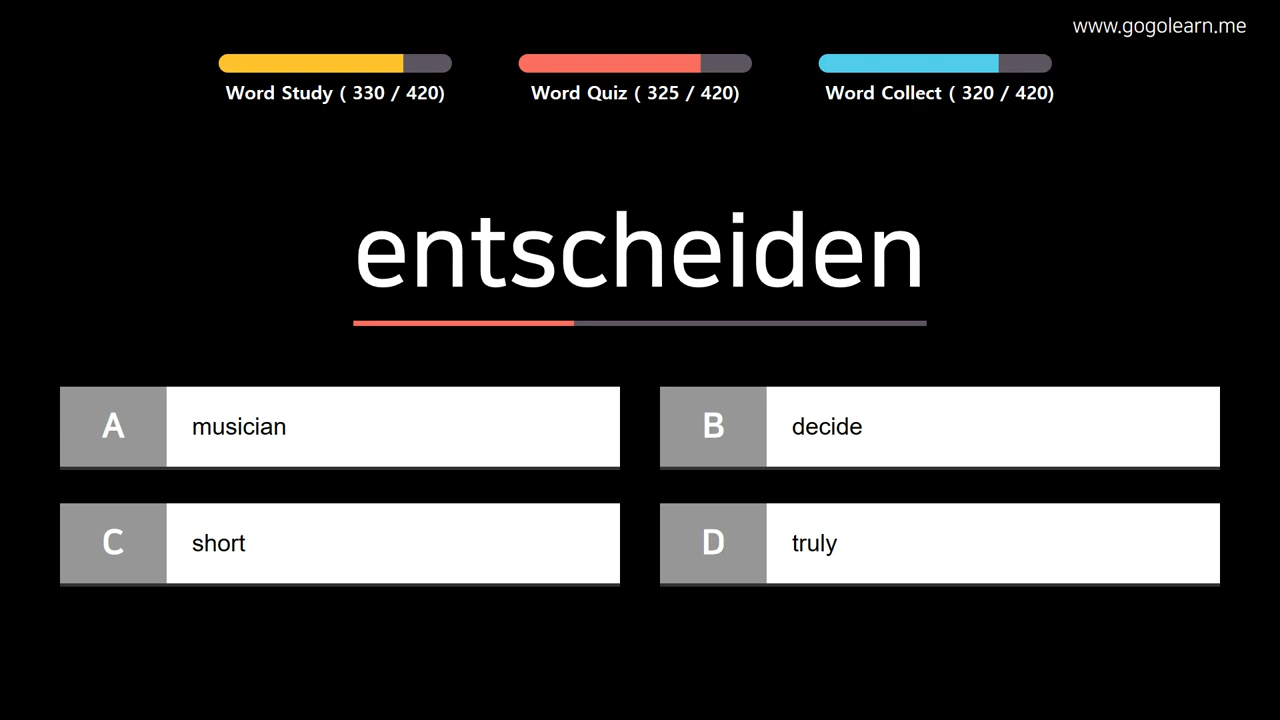 www.gogolearn.me
Word Study ( 330 / 420)
Word Quiz ( 325 / 420)
Word Collect ( 320 / 420)
entscheiden
A musician
B decide
C short
D truly